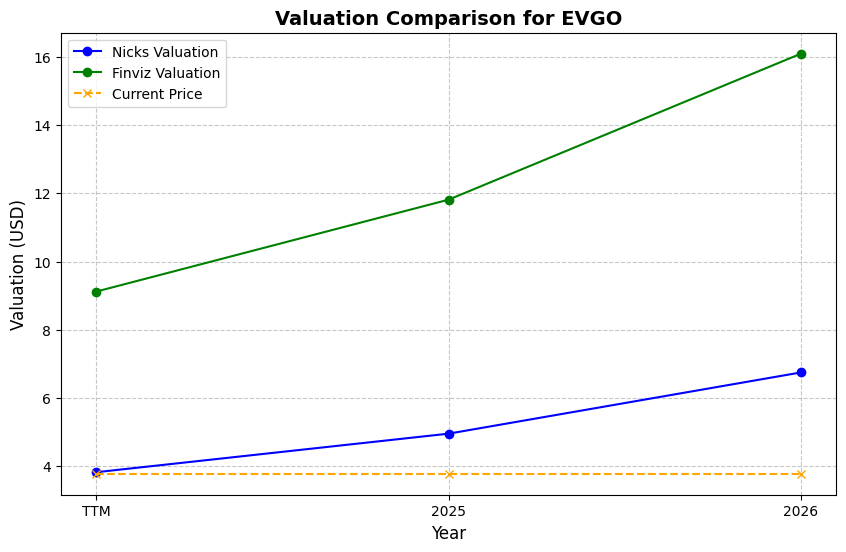 Valuation Comparison for EVGO
Nicks Valuation
Finviz Valuation
Current Price
Valuation (USD)
16
14
12
10
8
6
4
TTM
2025
2026
Year